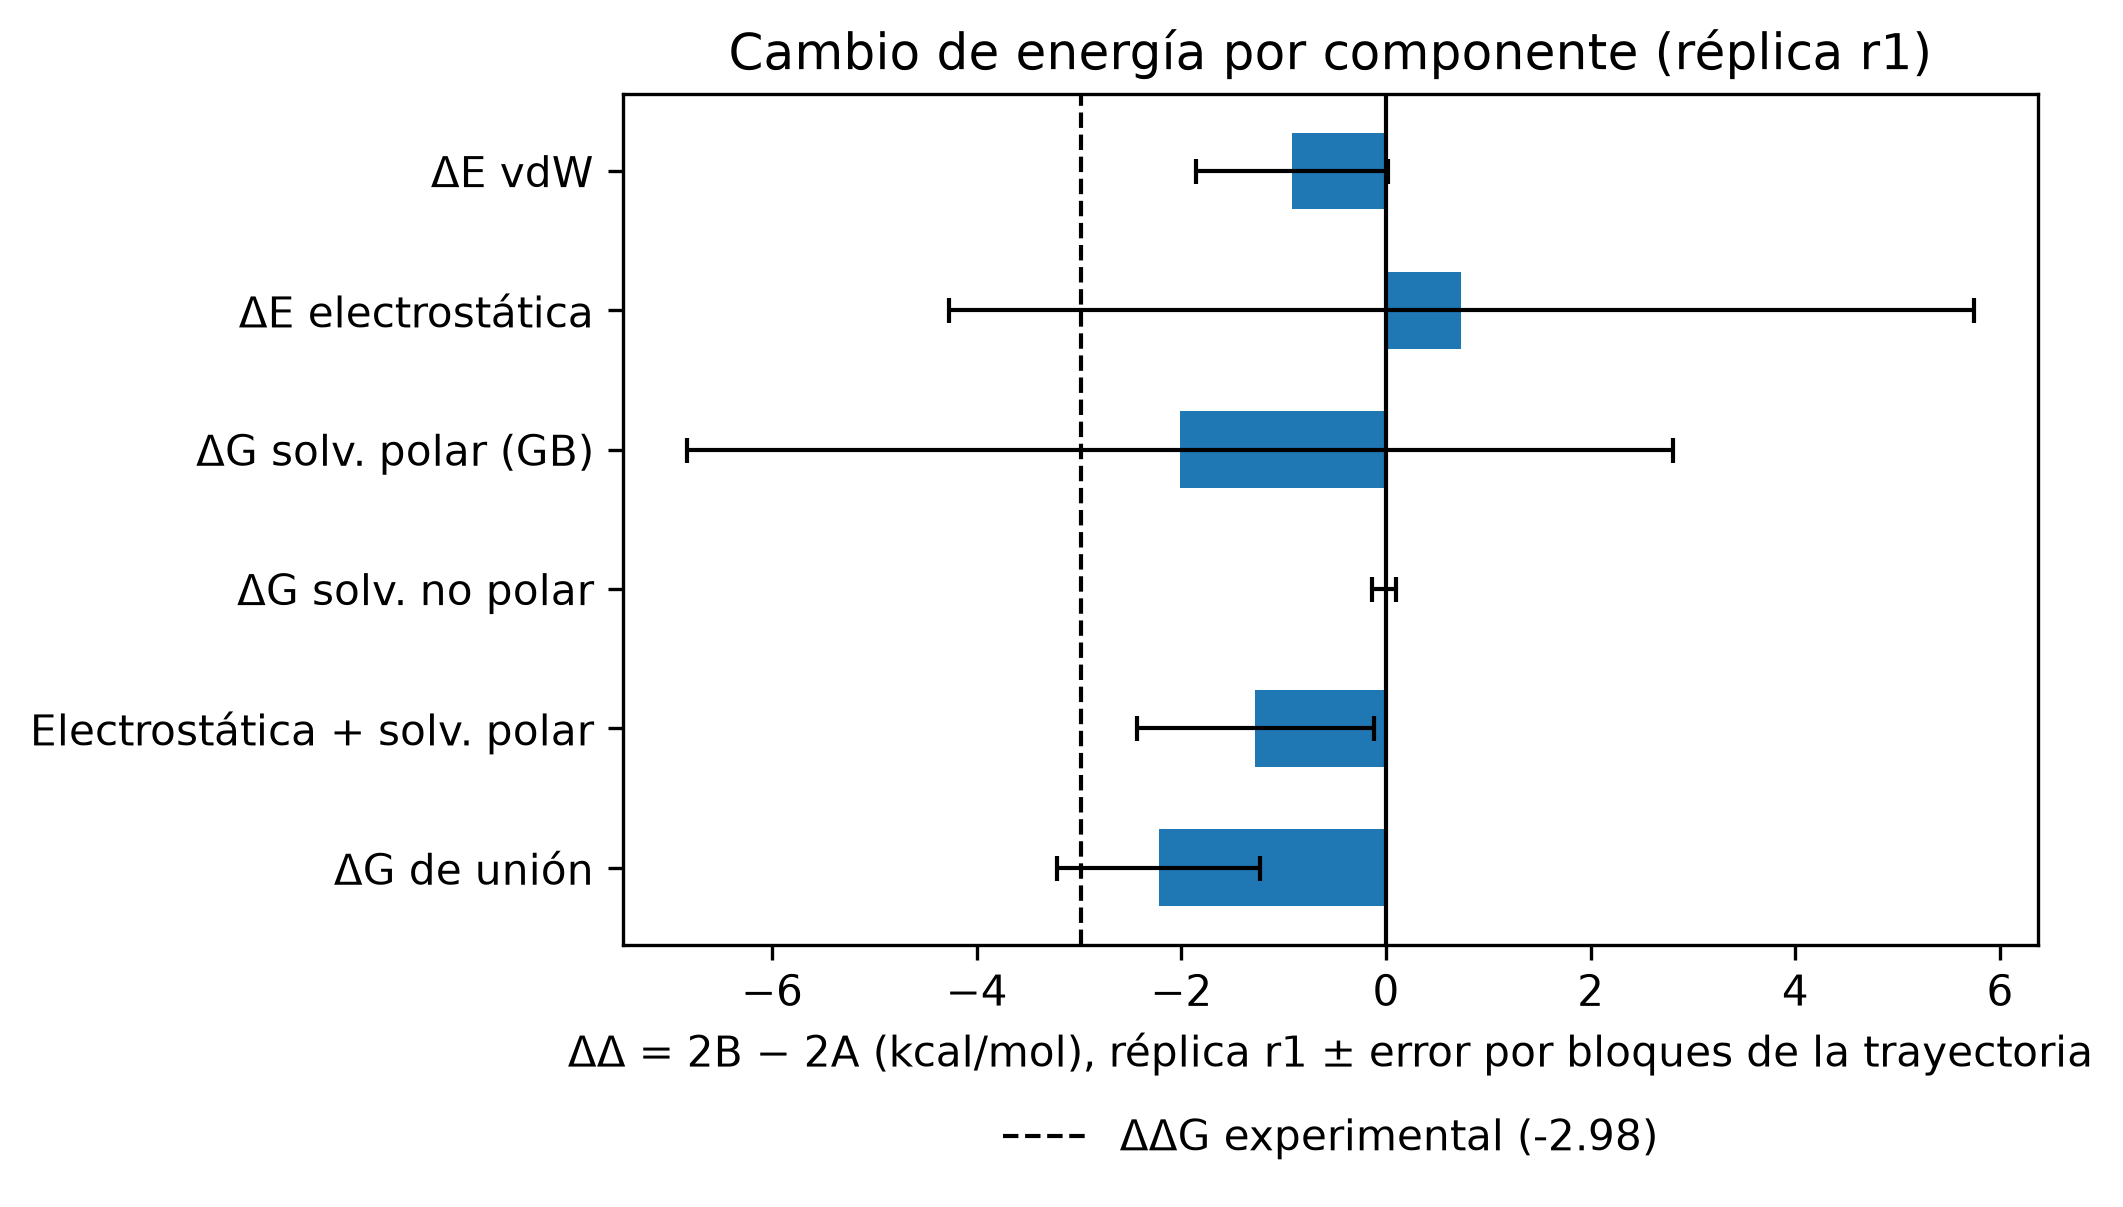 Cambio de energía por componente (réplica r1)
ΔE vdW
ΔE electrostática
ΔG solv. polar (GB)
ΔG solv. no polar
Electrostática + solv. polar
ΔG de unión
−6 −4 −2 0 2 4 6
ΔΔ = 2B − 2A (kcal/mol), réplica r1 ± error por bloques de la trayectoria
ΔΔG experimental (-2.98)